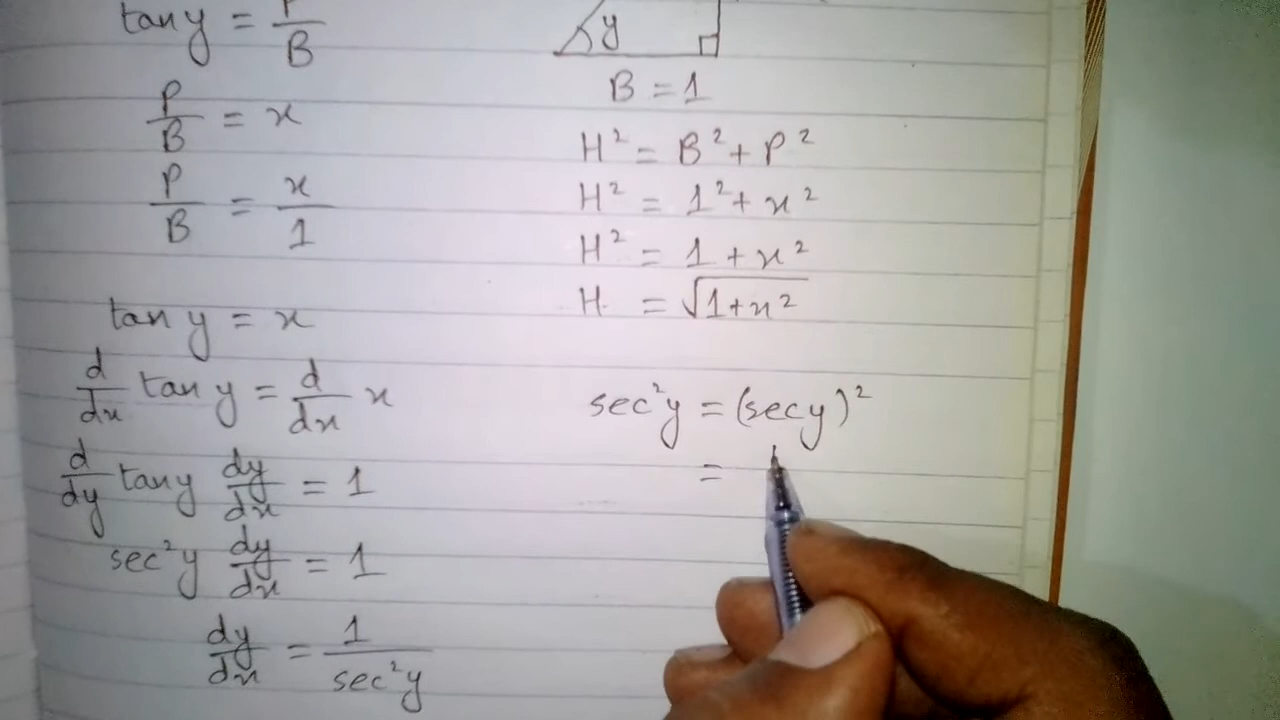 tan y = P/B
P/B = x
P/B = x/1
tan y = x
d/dx tan y = d/dx x
d/dy tan y dy/dx = 1
sec²y dy/dx = 1
dy/dx = 1/sec²y
y
B = 1
H² = B² + P²
H² = 1² + x²
H² = 1 + x²
H = √1+x²
sec²y = (sec y)²
=